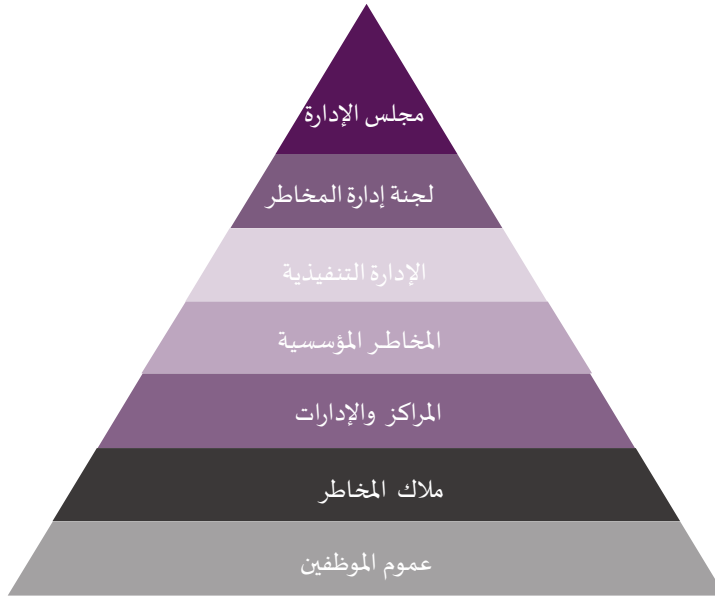 مجلس الإدارة
لجنة إدارة المخاطر
الإدارة التنفيذية
المخاطر المؤسسية
المراكز والإدارات
ملاك المخاطر
عموم الموظفين